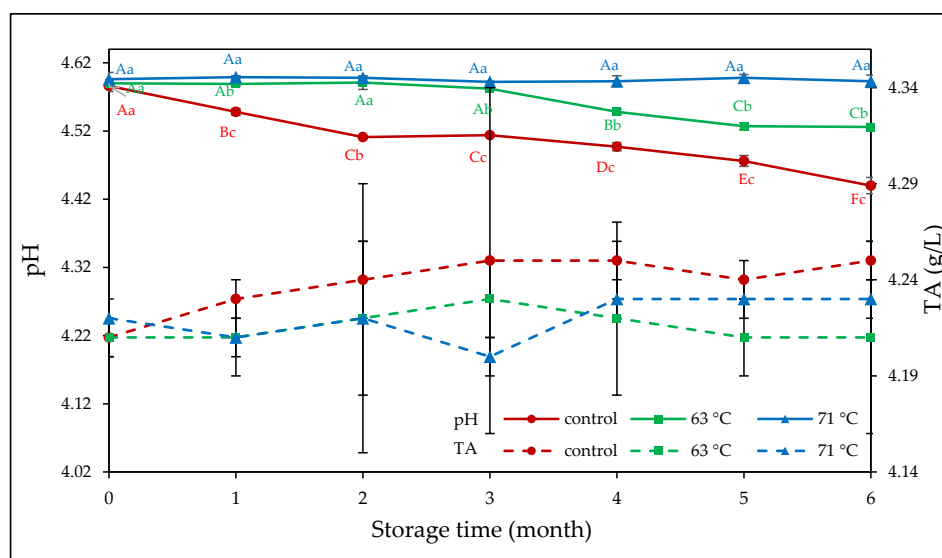 4.62
4.52
4.42
4.32
4.22
4.12
4.02
pH
4.34
4.29
4.24
4.19
4.14
TA (g/L)
Aa Aa Aa Aa Aa Aa Aa
Aa Ab Aa Ab Bb Cb Cb
Aa Bc Cb Cc Dc Ec Fc
pH control 63 °C 71 °C
TA control 63 °C 71 °C
0 1 2 3 4 5 6
Storage time (month)